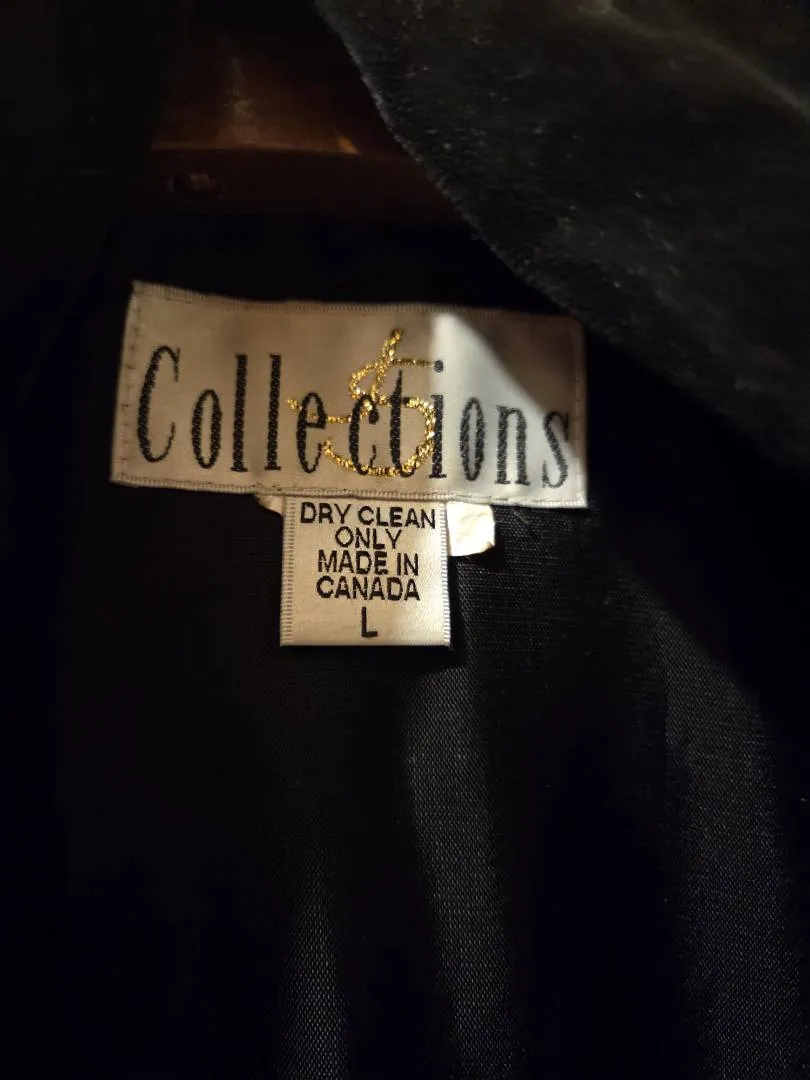 Collections
DRY CLEAN
ONLY
MADE IN
CANADA
L